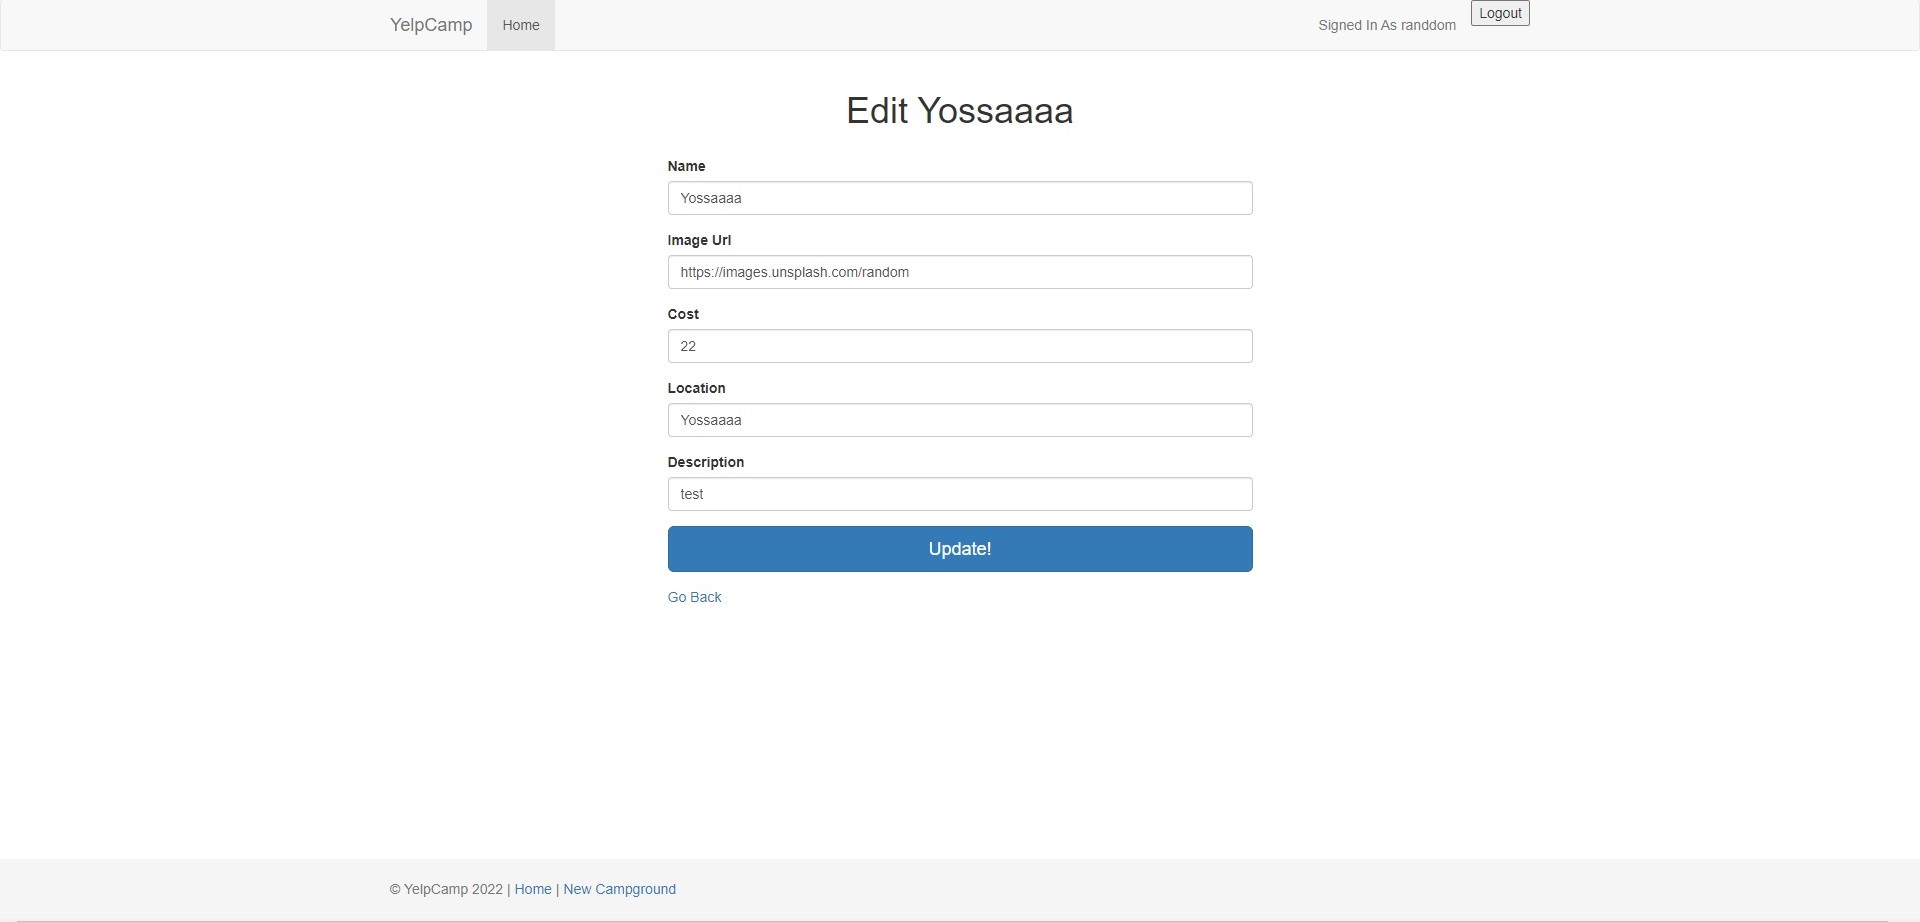 YelpCamp Home Signed In As randdom Logout
Edit Yossaaaa
Name
Yossaaaa
Image Url
https://images.unsplash.com/random
Cost
22
Location
Yossaaaa
Description
test
Update!
Go Back
© YelpCamp 2022 | Home | New Campground